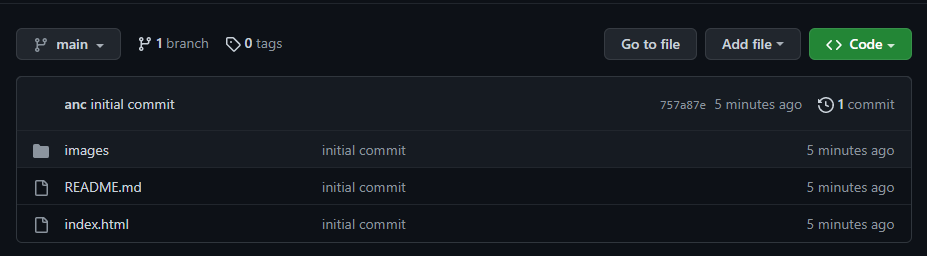 main 1 branch 0 tags Go to file Add file Code
anc initial commit 757a87e 5 minutes ago 1 commit
images initial commit 5 minutes ago
README.md initial commit 5 minutes ago
index.html initial commit 5 minutes ago